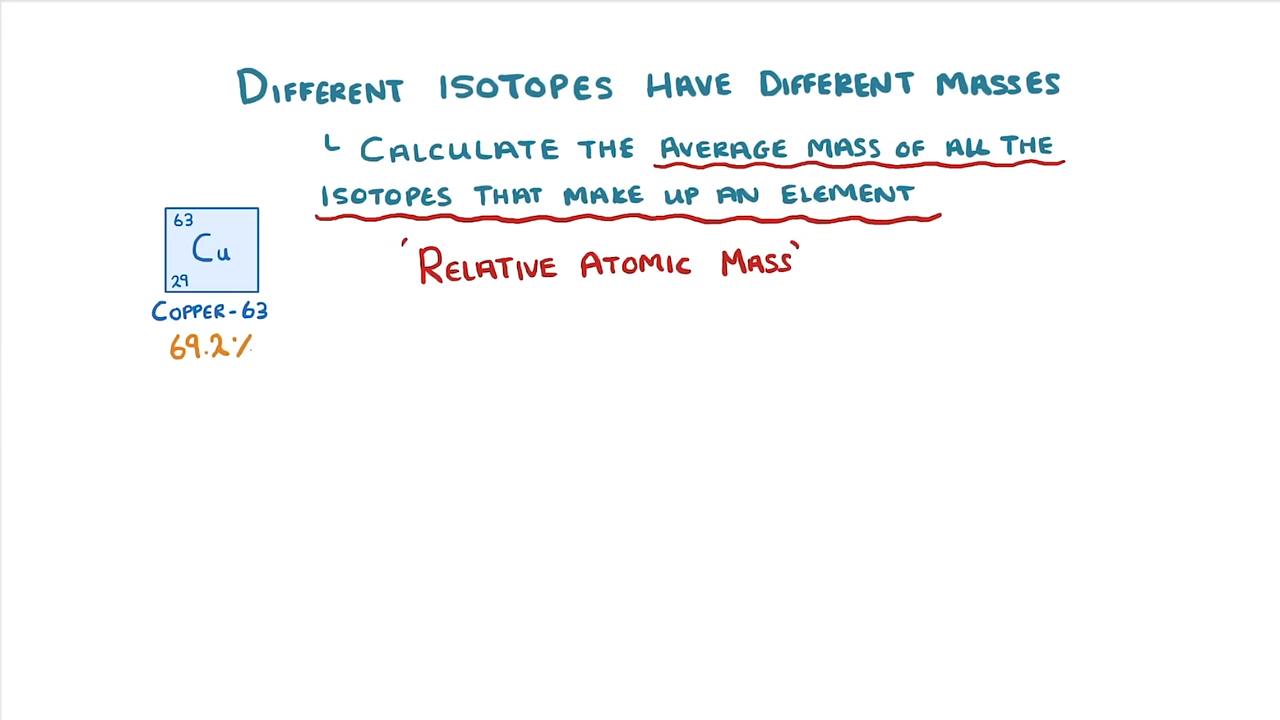 DIFFERENT ISOTOPES HAVE DIFFERENT MASSES
└ CALCULATE THE AVERAGE MASS OF ALL THE
ISOTOPES THAT MAKE UP AN ELEMENT
'RELATIVE ATOMIC MASS'
63
Cu
29
COPPER-63
69.2%